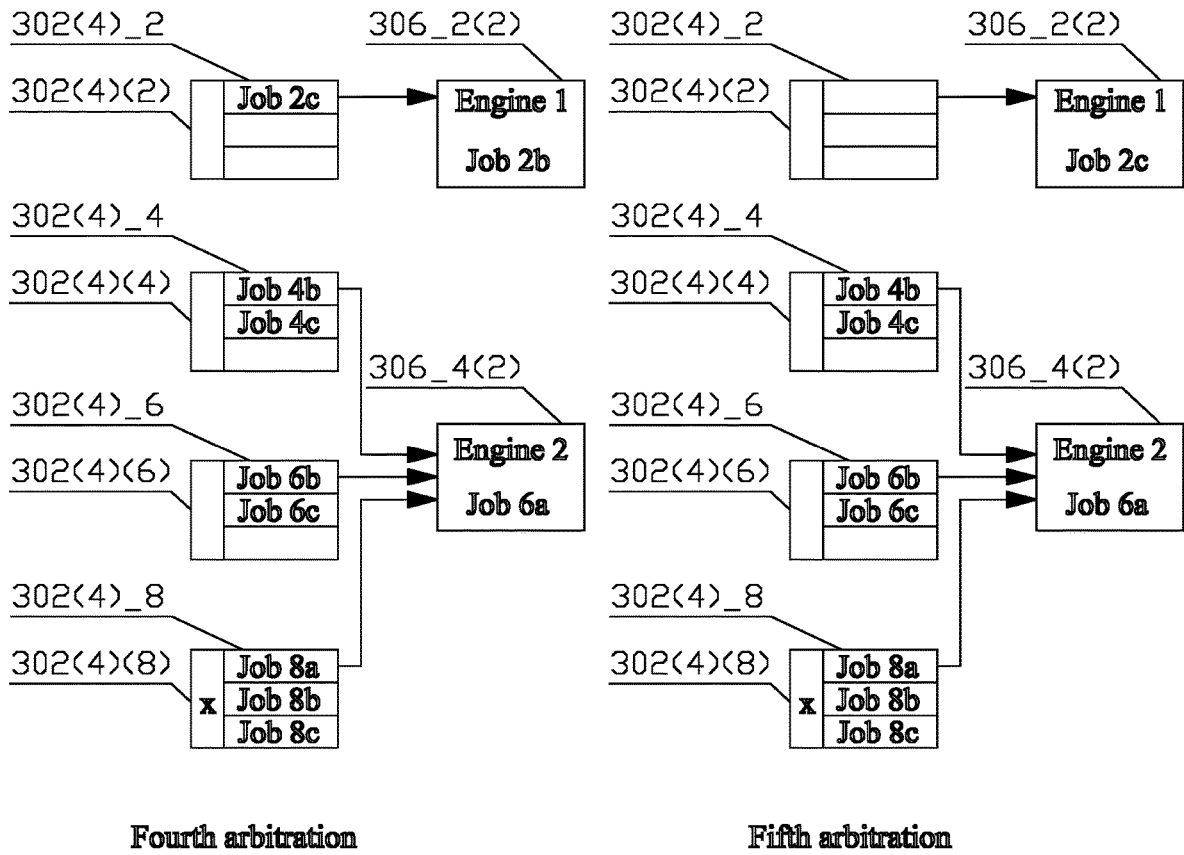 302(4)_2
306_2(2)
302(4)(2)
Job 2c
Engine 1
Job 2b
302(4)_4
302(4)(4)
Job 4b
Job 4c
306_4(2)
302(4)_6
302(4)(6)
Job 6b
Job 6c
Engine 2
Job 6a
302(4)_8
302(4)(8)
x
Job 8a
Job 8b
Job 8c
Fourth arbitration
302(4)_2
306_2(2)
302(4)(2)
Engine 1
Job 2c
302(4)_4
302(4)(4)
Job 4b
Job 4c
306_4(2)
302(4)_6
302(4)(6)
Job 6b
Job 6c
Engine 2
Job 6a
302(4)_8
302(4)(8)
x
Job 8a
Job 8b
Job 8c
Fifth arbitration